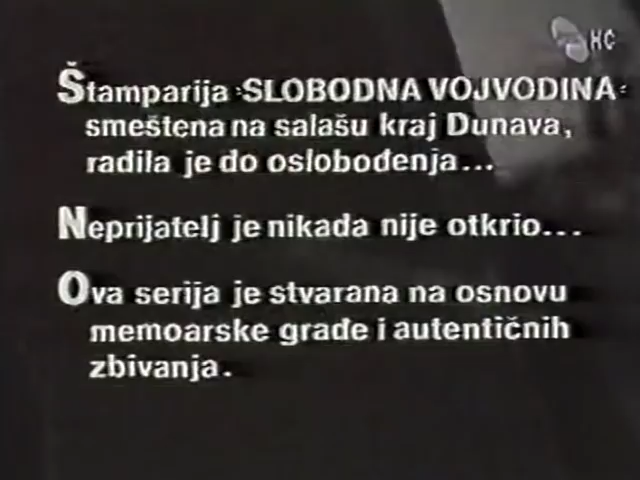 НС
Štamparija »SLOBODNA VOJVODINA«
smeštena na salašu kraj Dunava,
radila je do oslobođenja...
Neprijatelj je nikada nije otkrio...
Ova serija je stvarana na osnovu
memoarske građe i autentičnih
zbivanja.